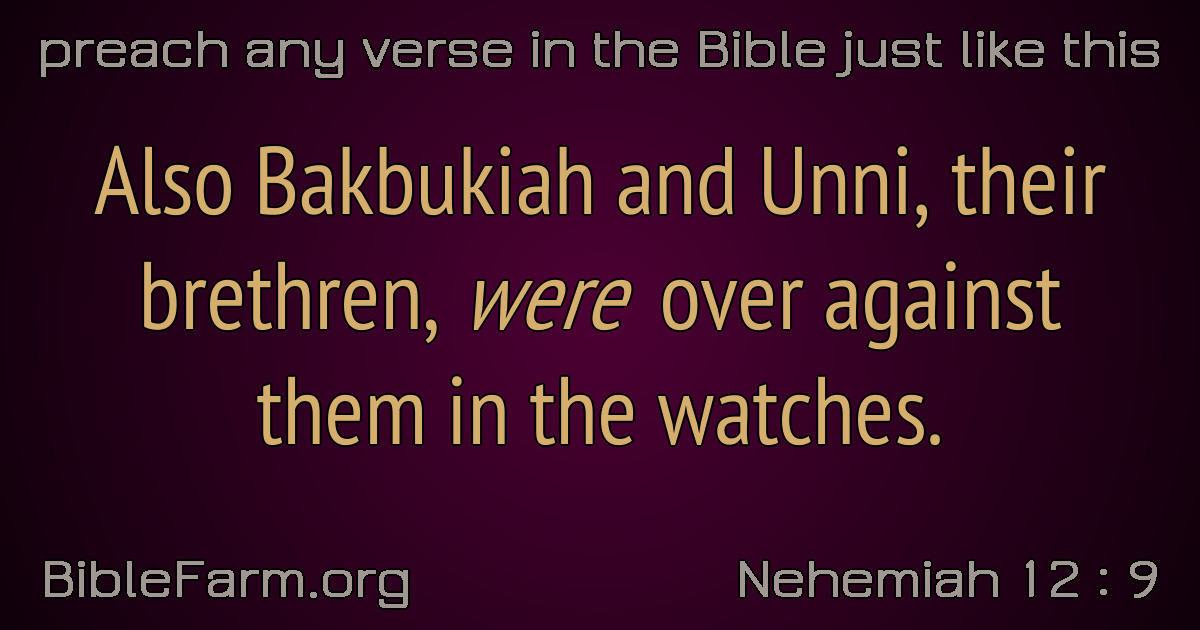 preach any verse in the Bible just like this
Also Bakbukiah and Unni, their
brethren, were over against
them in the watches.
BibleFarm.org
Nehemiah 12 : 9